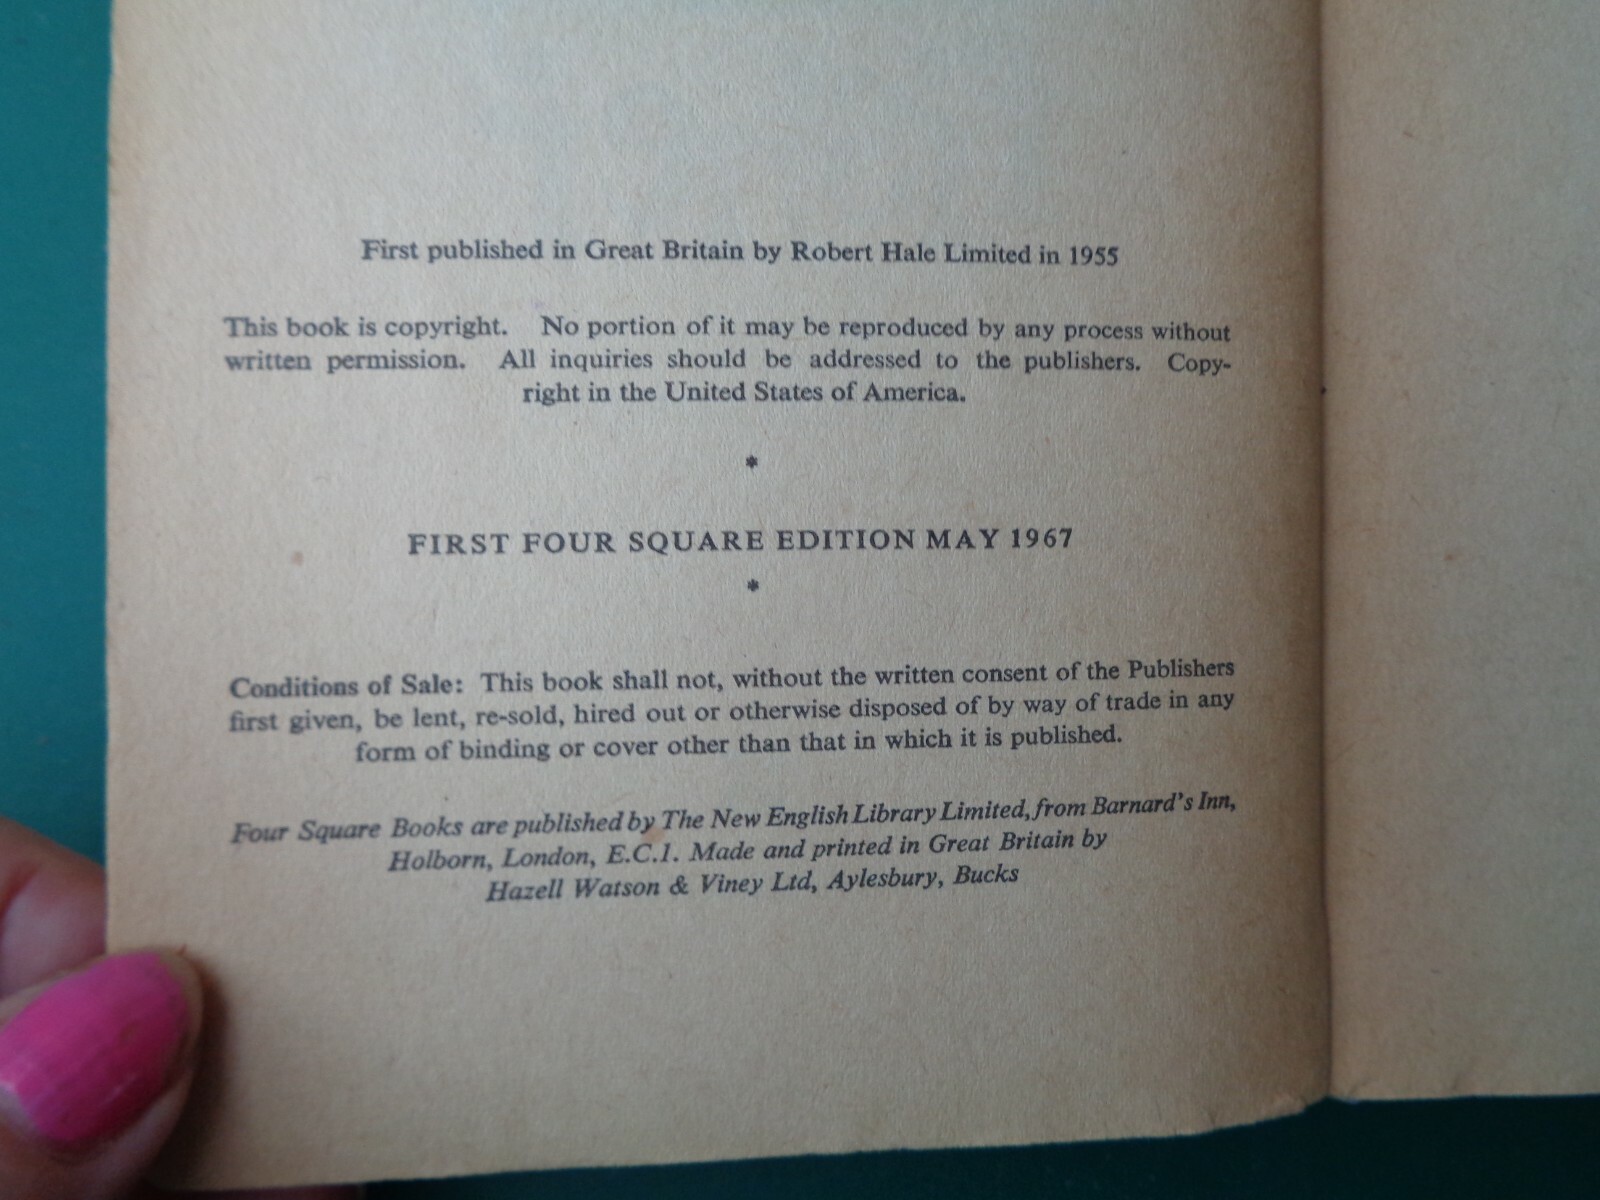 First published in Great Britain by Robert Hale Limited in 1955
This book is copyright. No portion of it may be reproduced by any process without
written permission. All inquiries should be addressed to the publishers. Copy-
right in the United States of America.
*
FIRST FOUR SQUARE EDITION MAY 1967
*
Conditions of Sale: This book shall not, without the written consent of the Publishers
first given, be lent, re-sold, hired out or otherwise disposed of by way of trade in any
form of binding or cover other than that in which it is published.
Four Square Books are published by The New English Library Limited, from Barnard's Inn,
Holborn, London, E.C.1. Made and printed in Great Britain by
Hazell Watson & Viney Ltd, Aylesbury, Bucks